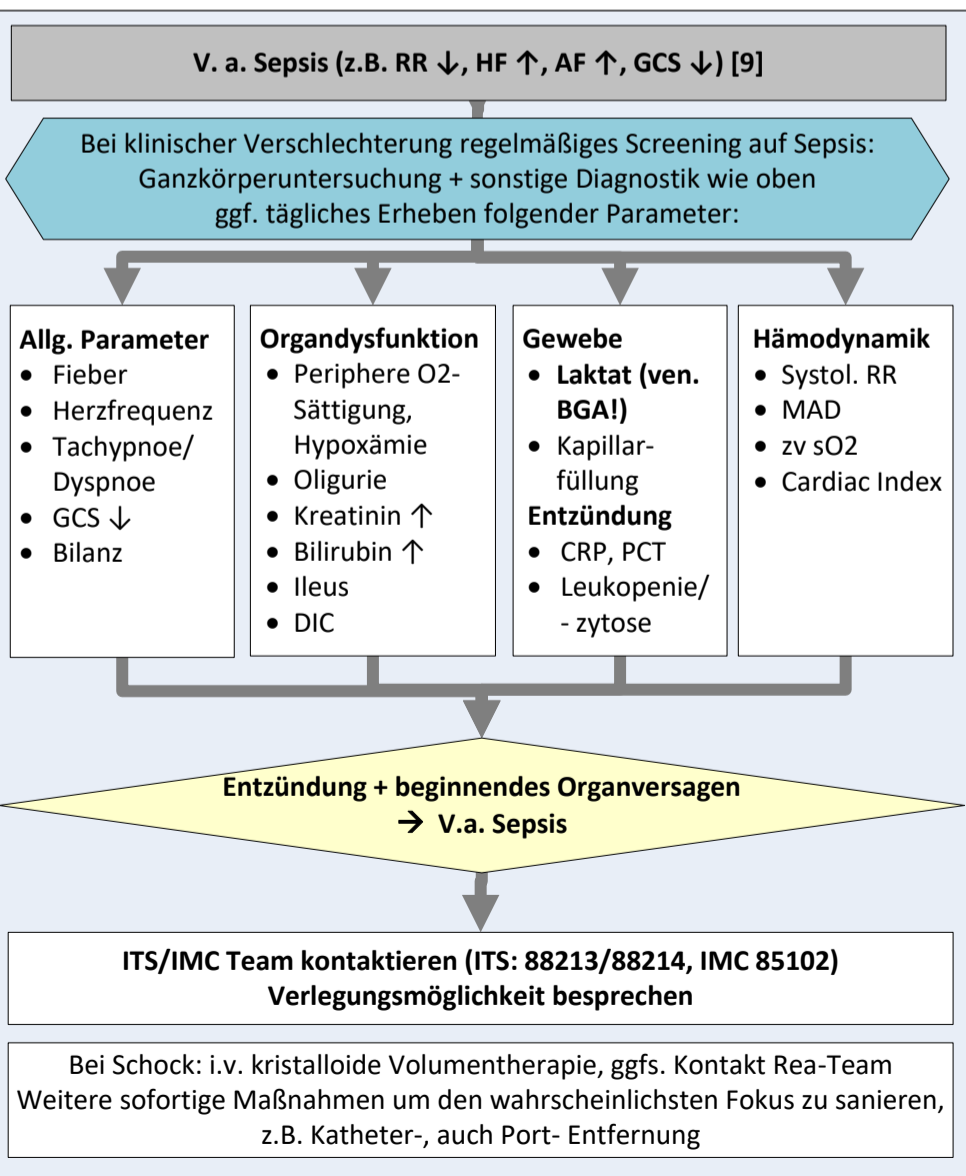 V. a. Sepsis (z.B. RR ↓, HF ↑, AF ↑, GCS ↓) [9]
Bei klinischer Verschlechterung regelmäßiges Screening auf Sepsis:
Ganzkörperuntersuchung + sonstige Diagnostik wie oben
ggf. tägliches Erheben folgender Parameter:
Allg. Parameter
• Fieber
• Herzfrequenz
• Tachypnoe/
Dyspnoe
• GCS ↓
• Bilanz
Organdysfunktion
• Periphere O2-
Sättigung,
Hypoxämie
• Oligurie
• Kreatinin ↑
• Bilirubin ↑
• Ileus
• DIC
Gewebe
• Laktat (ven.
BGA!)
• Kapillar-
füllung
Entzündung
• CRP, PCT
• Leukopenie/
- zytose
Hämodynamik
• Systol. RR
• MAD
• zv sO2
• Cardiac Index
Entzündung + beginnendes Organversagen
→ V.a. Sepsis
ITS/IMC Team kontaktieren (ITS: 88213/88214, IMC 85102)
Verlegungsmöglichkeit besprechen
Bei Schock: i.v. kristalloide Volumentherapie, ggfs. Kontakt Rea-Team
Weitere sofortige Maßnahmen um den wahrscheinlichsten Fokus zu sanieren,
z.B. Katheter-, auch Port- Entfernung